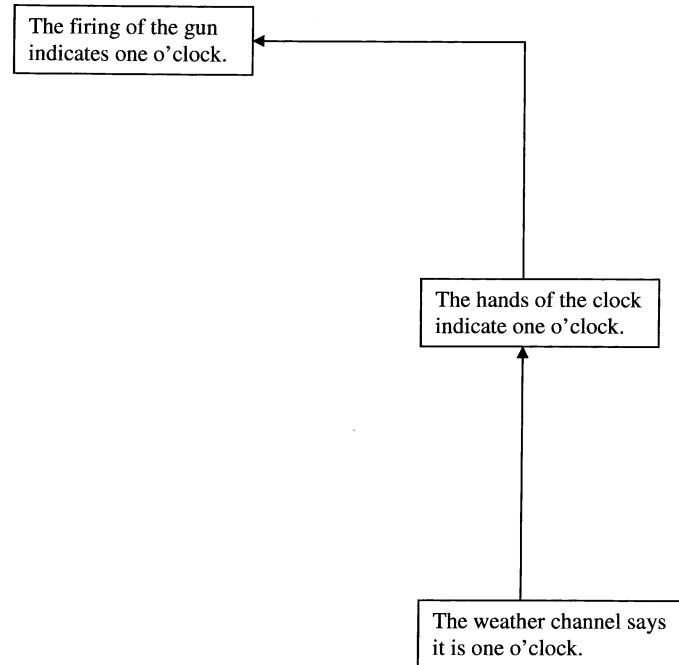 The firing of the gun
indicates one o'clock.
The hands of the clock
indicate one o'clock.
The weather channel says
it is one o'clock.